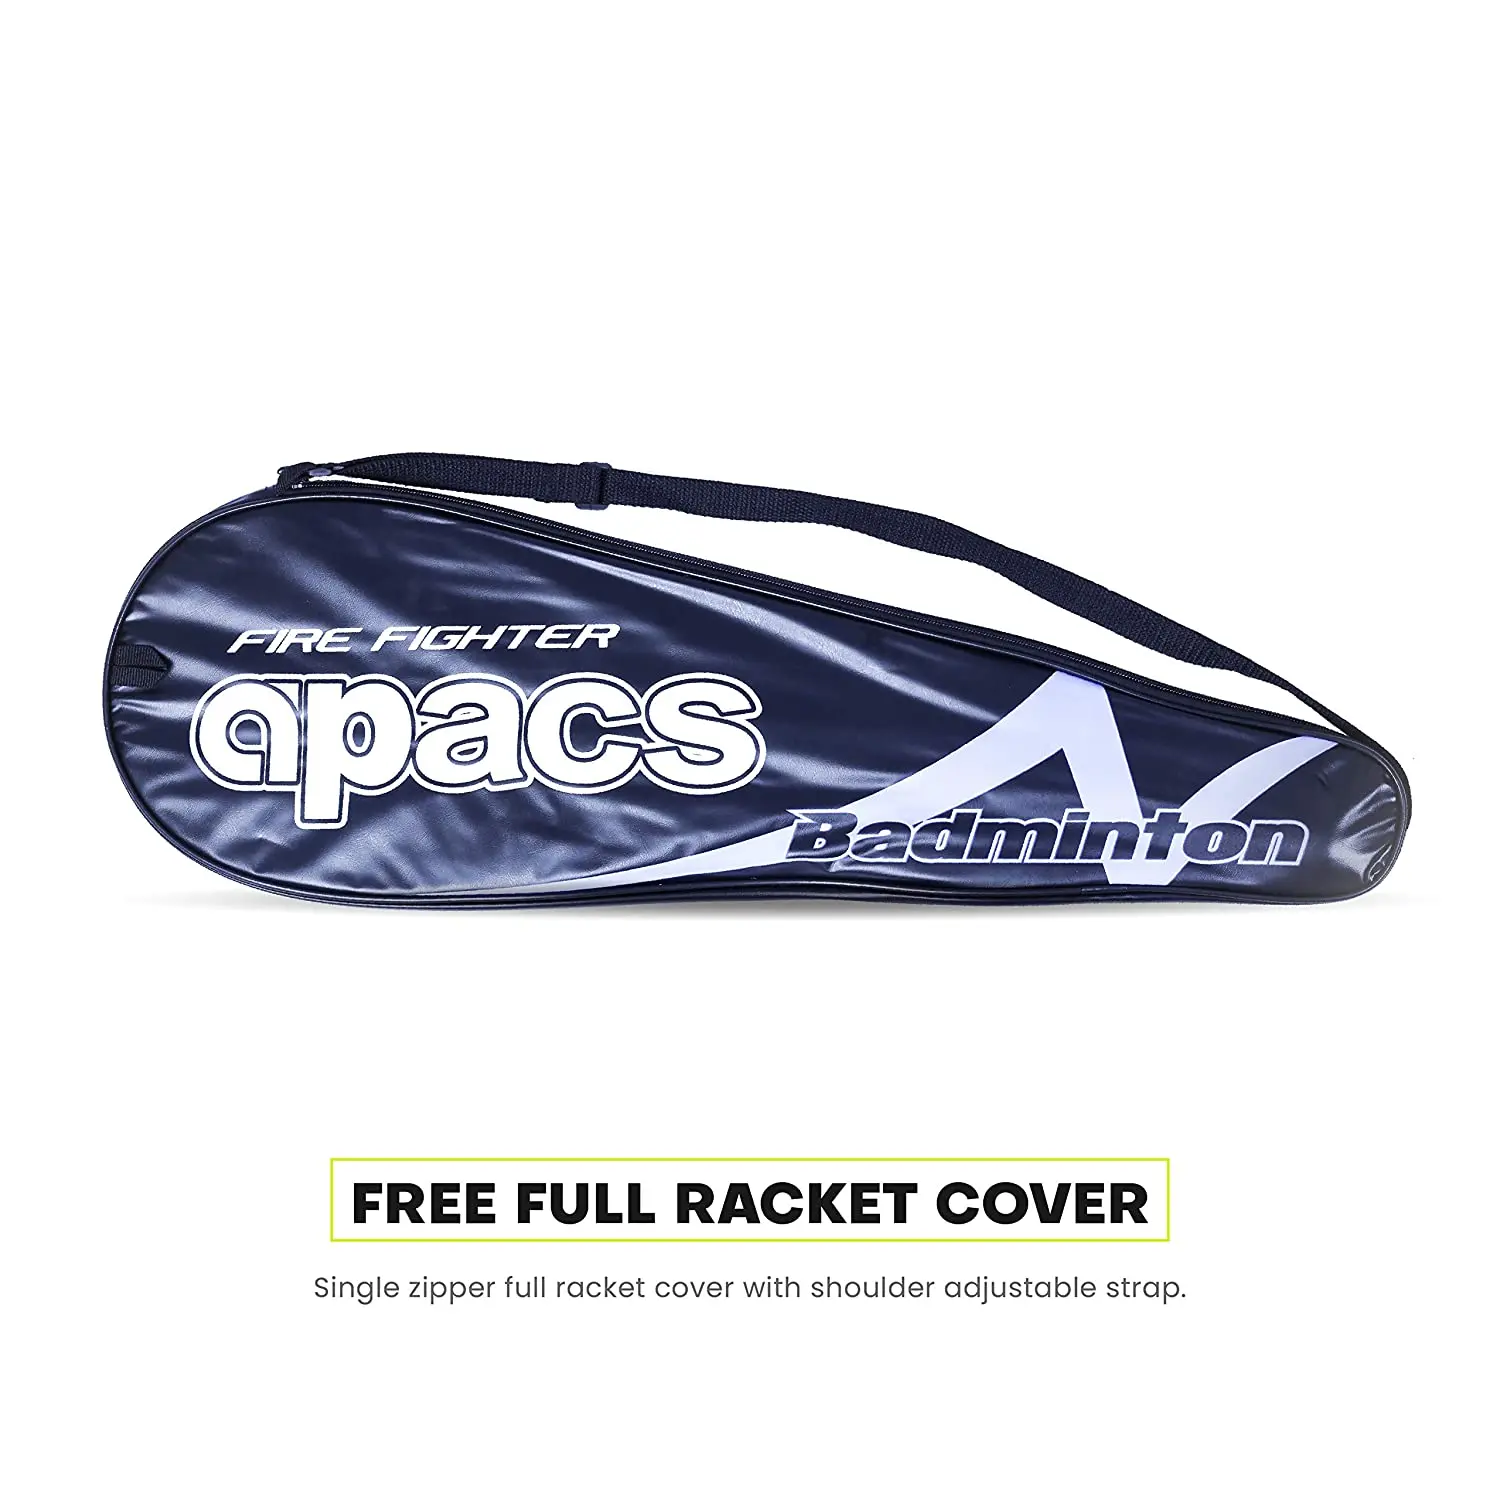 FIRE FIGHTER
apacs
Badminton
FREE FULL RACKET COVER
Single zipper full racket cover with shoulder adjustable strap.